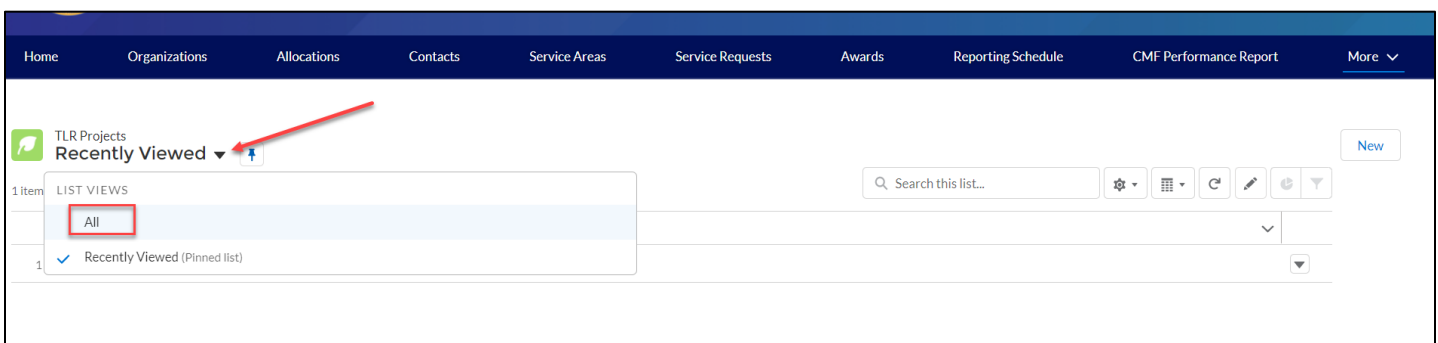 Home Organizations Allocations Contacts Service Areas Service Requests Awards Reporting Schedule CMF Performance Report More
TLR Projects
Recently Viewed
New
1 item
Search this list...
LIST VIEWS
All
Recently Viewed (Pinned list)
1